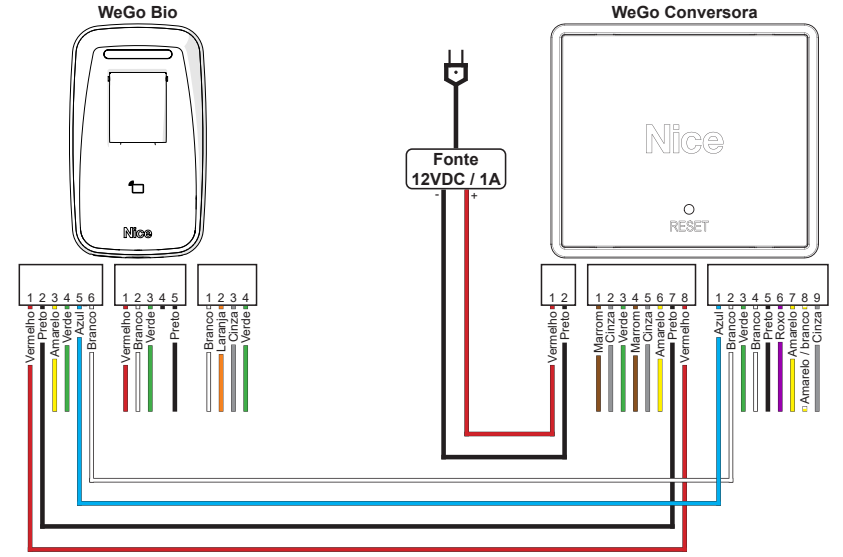 WeGo Bio
WeGo Conversora
Nice
Fonte
12VDC / 1A
- +
RESET
Nice
1 2 3 4 5 6
Vermelho
Preto
Amarelo
Verde
Azul
Branco
1 2 3 4 5
Vermelho
Branco
Verde
Preto
1 2 3 4
Branco
Laranja
Cinza
Verde
1 2
Vermelho
Preto
1 2 3 4 5 6 7 8
Marrom
Cinza
Verde
Marrom
Cinza
Amarelo
Preto
Vermelho
1 2 3 4 5 6 7 8 9
Azul
Branco
Verde
Branco
Preto
Roxo
Amarelo
Amarelo / branco
Cinza